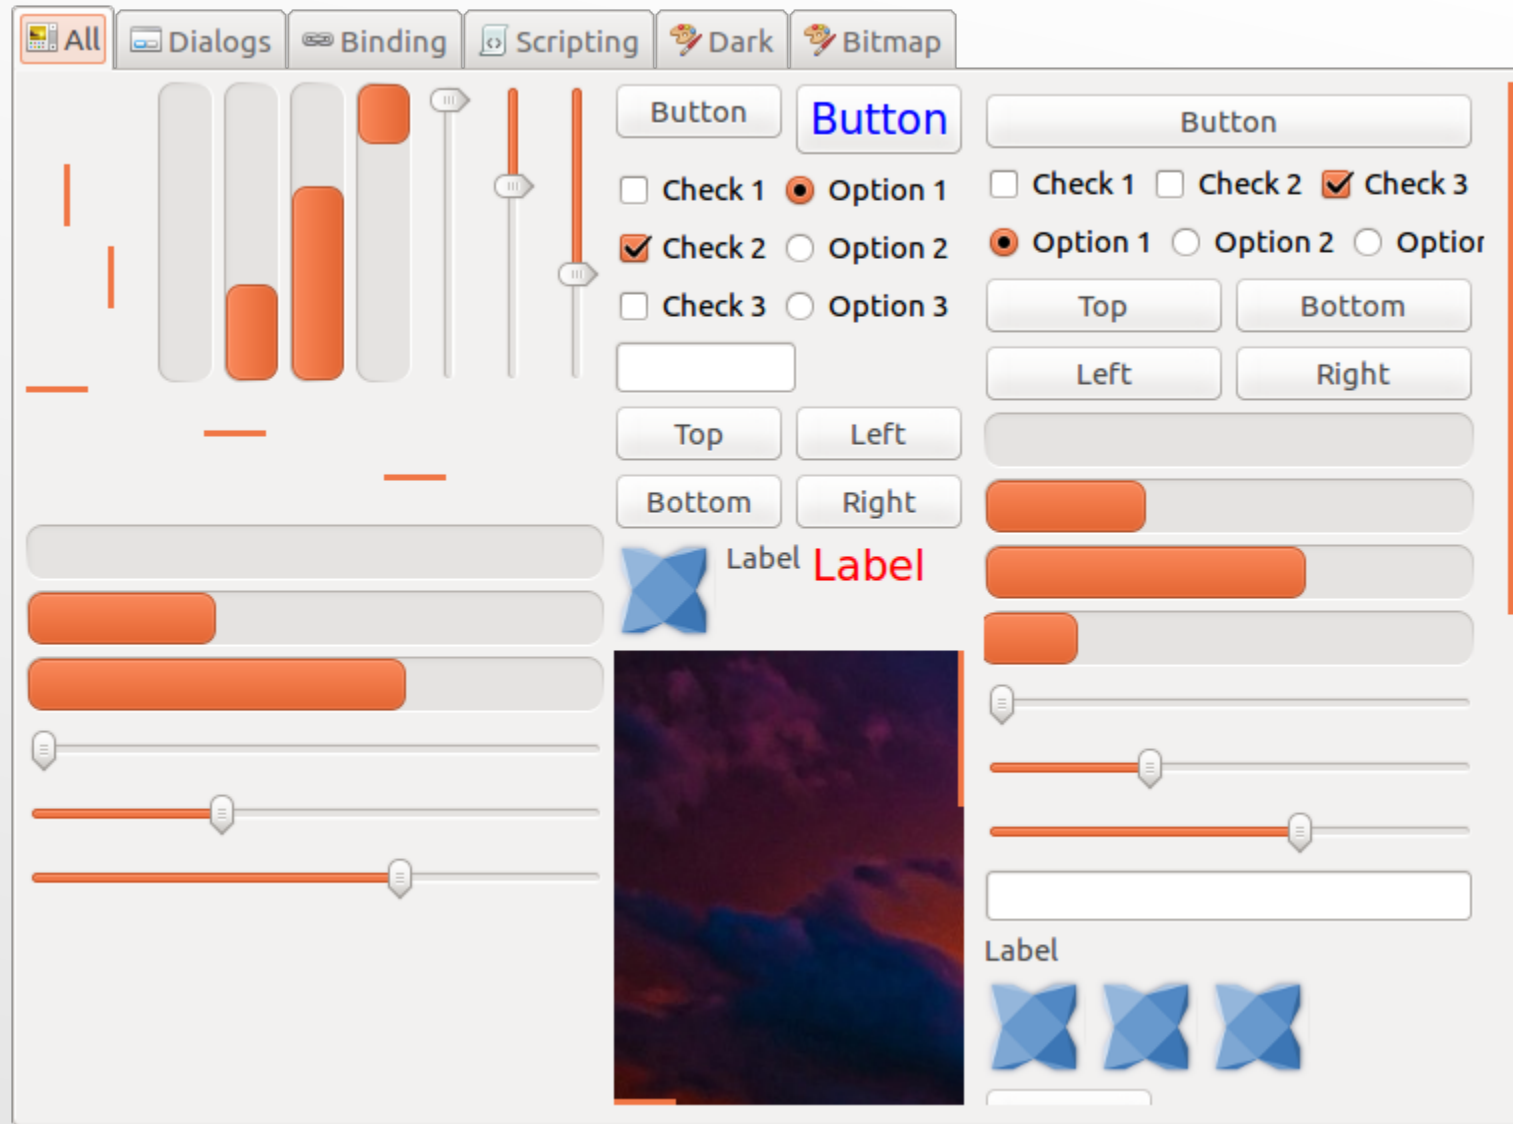 All Dialogs Binding Scripting Dark Bitmap
Button Button
Check 1 Option 1
Check 2 Option 2
Check 3 Option 3
Top Left
Bottom Right
Label Label
Button
Check 1 Check 2 Check 3
Option 1 Option 2 Option
Top Bottom
Left Right
Label